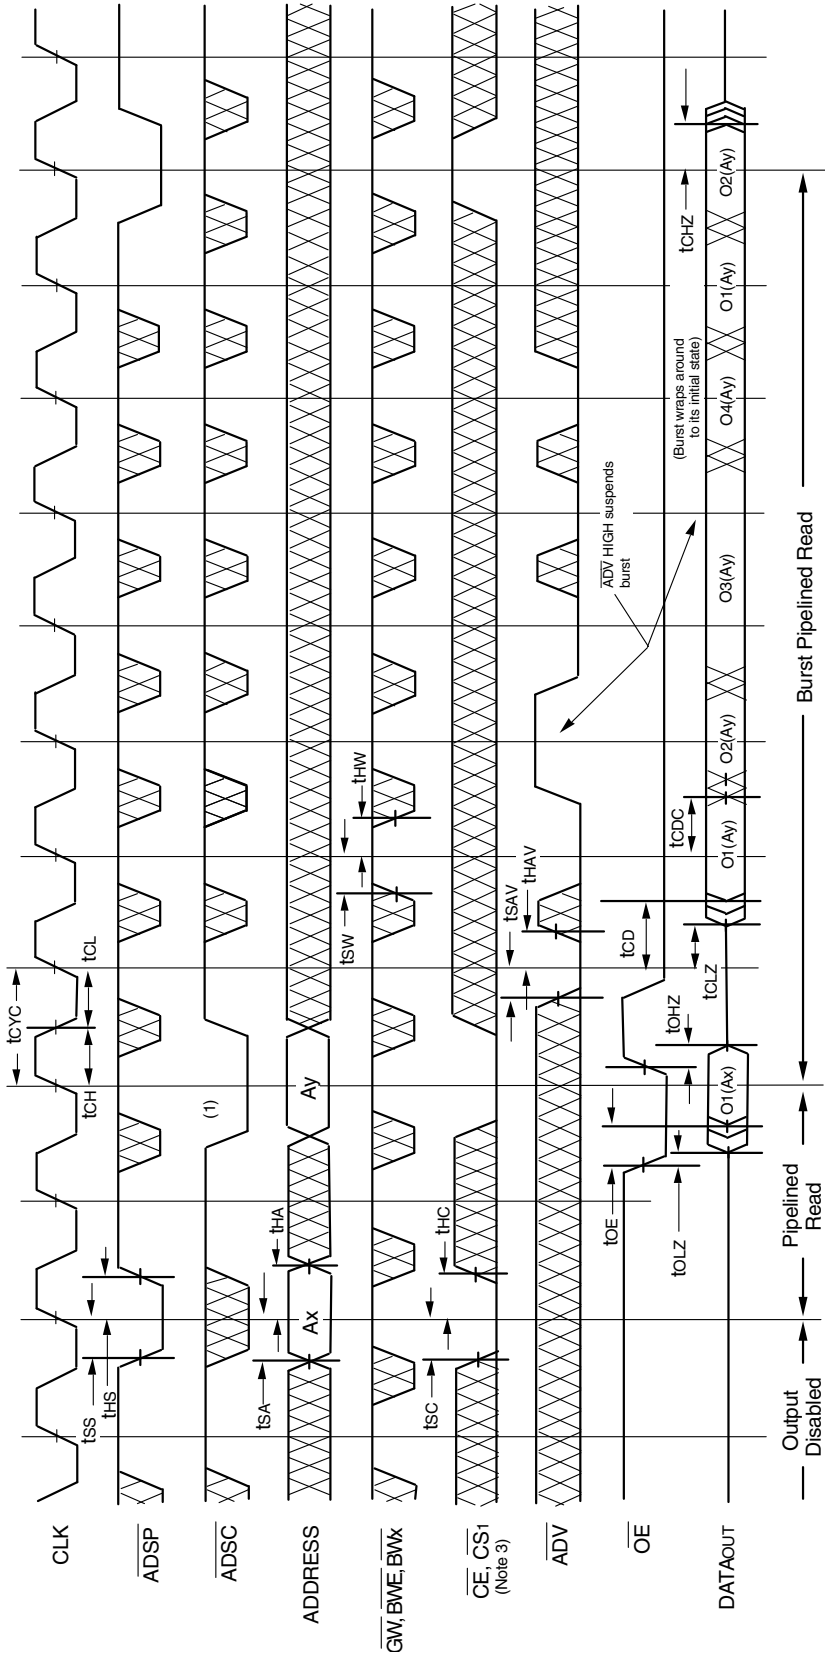 CLK
ADSP
ADSC
ADDRESS
GW, BWE, BWx
CE, CS1
(Note 3)
ADV
OE
DATAOUT
tCYC
tCH
tCL
tSS
tHS
(1)
tSA
tHA
Ax
Ay
tSW
tHW
tSC
tHC
tSAV
tHAV
ADV HIGH suspends
burst
tOE
tOHZ
tCD
tOLZ
tCLZ
tCDC
(Burst wraps around
to its initial state)
tCHZ
O1(Ax)
O1(Ay)
O2(Ay)
O3(Ay)
O4(Ay)
O1(Ay)
O2(Ay)
Output
Disabled
Pipelined
Read
Burst Pipelined Read